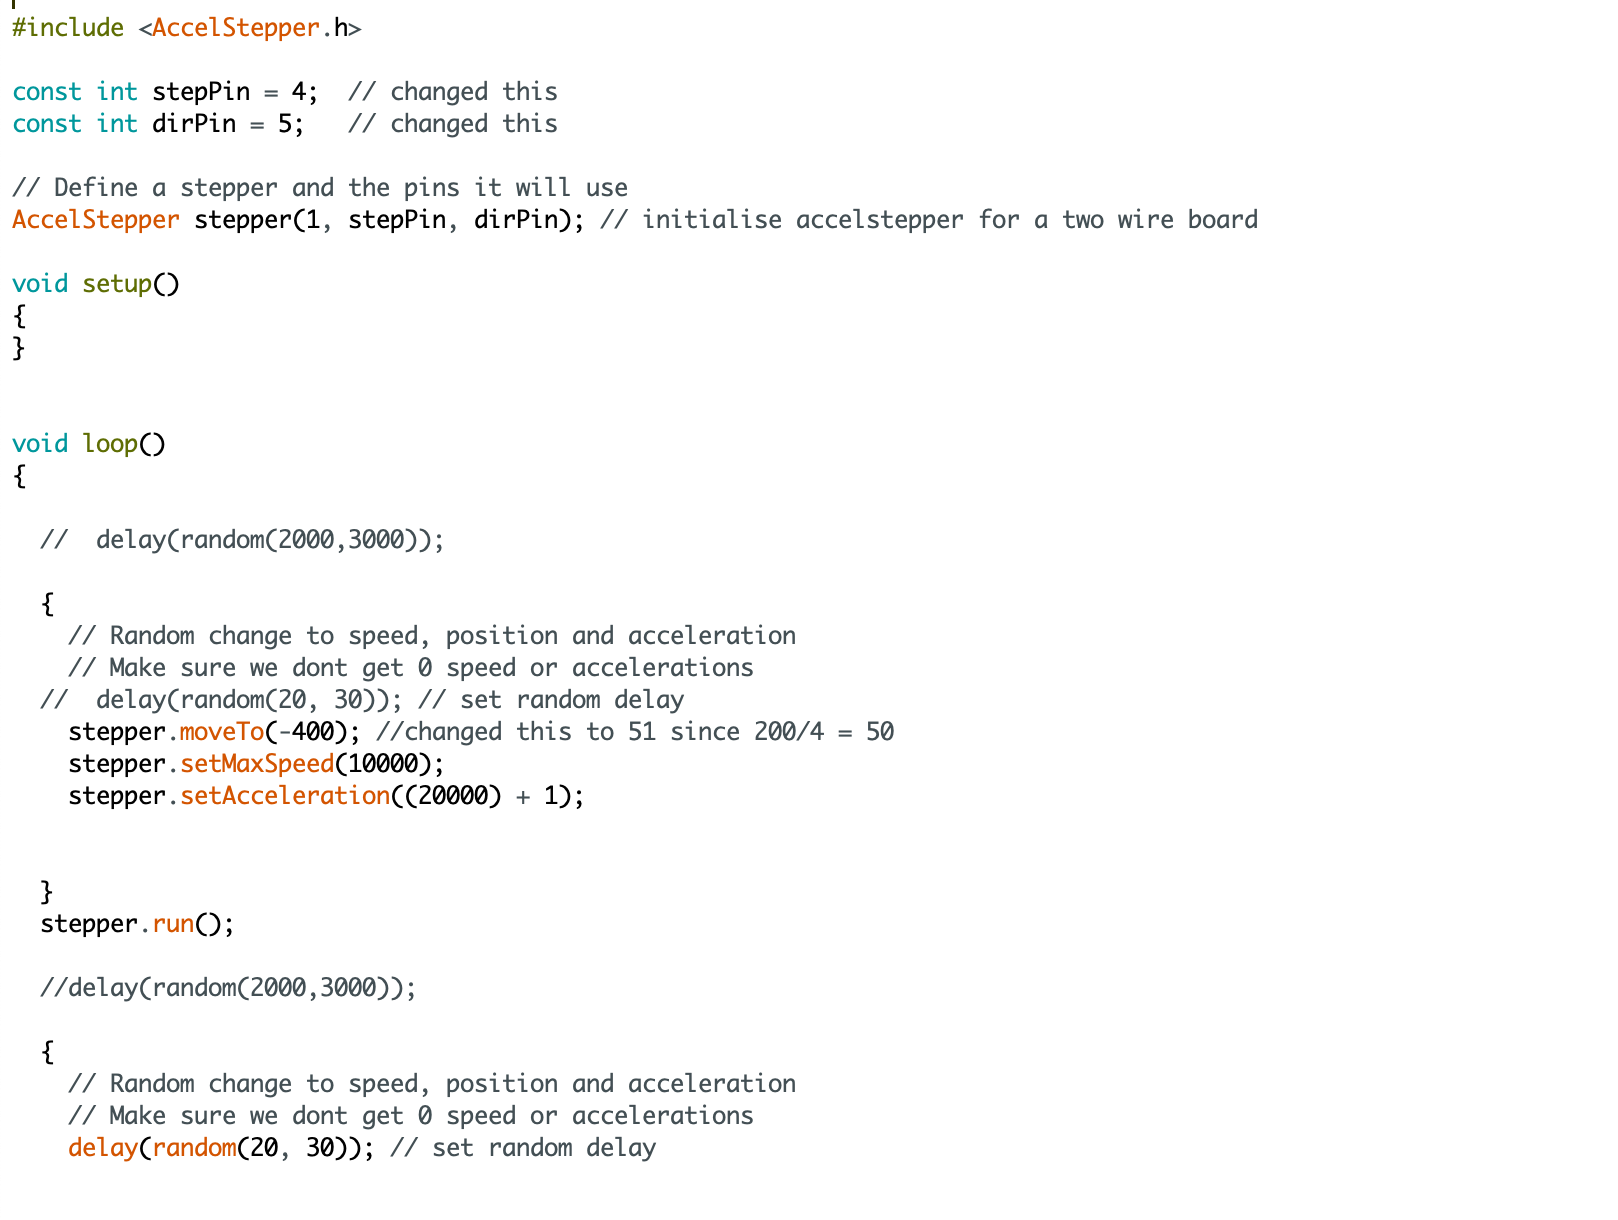 #include <AccelStepper.h>
const int stepPin = 4;  // changed this
const int dirPin = 5;   // changed this
// Define a stepper and the pins it will use
AccelStepper stepper(1, stepPin, dirPin); // initialise accelstepper for a two wire board
void setup()
{
}
void loop()
{
  //  delay(random(2000,3000));
  {
    // Random change to speed, position and acceleration
    // Make sure we dont get 0 speed or accelerations
  //  delay(random(20, 30)); // set random delay
    stepper.moveTo(-400); //changed this to 51 since 200/4 = 50
    stepper.setMaxSpeed(10000);
    stepper.setAcceleration((20000) + 1);
  }
  stepper.run();
  //delay(random(2000,3000));
  {
    // Random change to speed, position and acceleration
    // Make sure we dont get 0 speed or accelerations
    delay(random(20, 30)); // set random delay